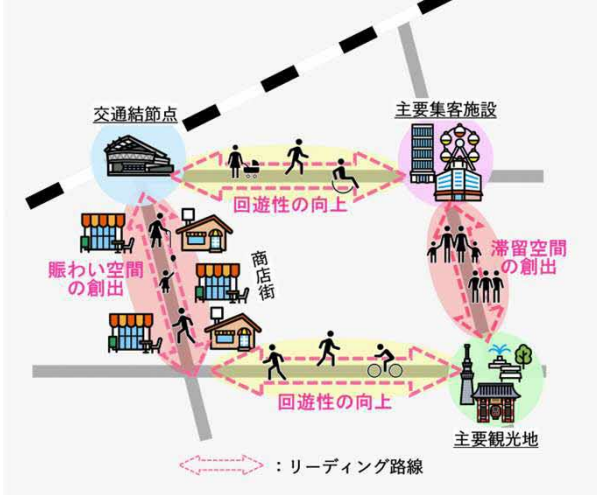 交通結節点
主要集客施設
回遊性の向上
賑わい空間
の創出
商店街
滞留空間
の創出
回遊性の向上
主要観光地
：リーディング路線